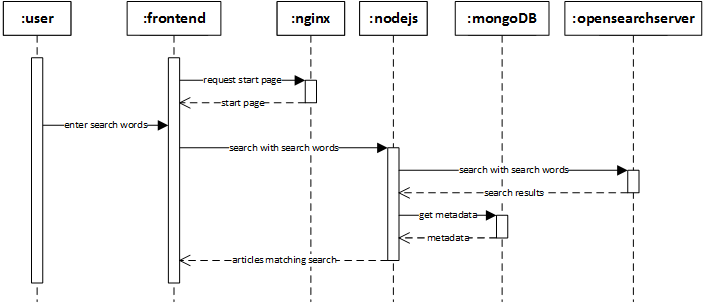 :user
:frontend
:nginx
:nodejs
:mongoDB
:opensearchserver
request start page
start page
enter search words
search with search words
search with search words
search results
get metadata
metadata
articles matching search